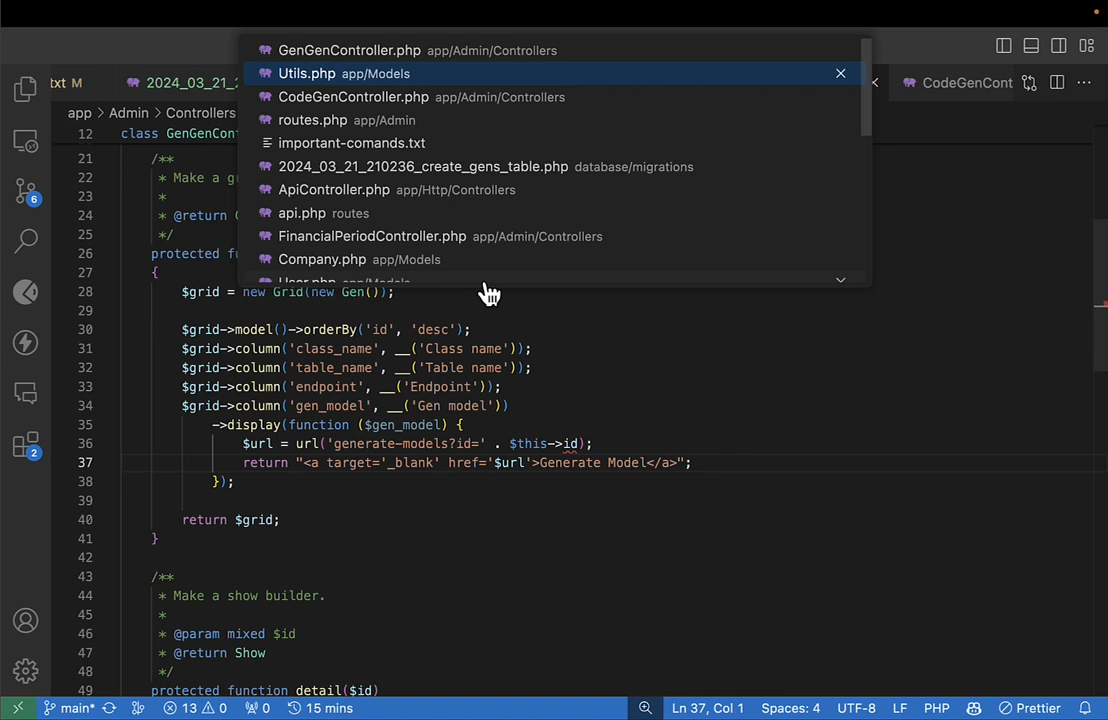 GenGenController.php app/Admin/Controllers
Utils.php app/Models
CodeGenController.php app/Admin/Controllers
routes.php app/Admin
important-comands.txt
2024_03_21_210236_create_gens_table.php database/migrations
ApiController.php app/Http/Controllers
api.php routes
FinancialPeriodController.php app/Admin/Controllers
Company.php app/Models
User.php app/Models
txt M
2024_03_21_2
CodeGenCont
app > Admin > Controllers
12 class GenGenCont
21 /**
22 * Make a gr
23 *
24 * @return
25 */
26 protected fu
27 {
28 $grid = new Grid(new Gen());
29
30 $grid->model()->orderBy('id', 'desc');
31 $grid->column('class_name', __('Class name'));
32 $grid->column('table_name', __('Table name'));
33 $grid->column('endpoint', __('Endpoint'));
34 $grid->column('gen_model', __('Gen model'))
35 ->display(function ($gen_model) {
36 $url = url('generate-models?id=' . $this->id);
37 return "<a target='_blank' href='$url'>Generate Model</a>";
38 });
39
40 return $grid;
41 }
42
43 /**
44 * Make a show builder.
45 *
46 * @param mixed $id
47 * @return Show
48 */
49 protected function detail($id)
6
2
main* 13 0 0 15 mins Ln 37, Col 1 Spaces: 4 UTF-8 LF PHP Prettier